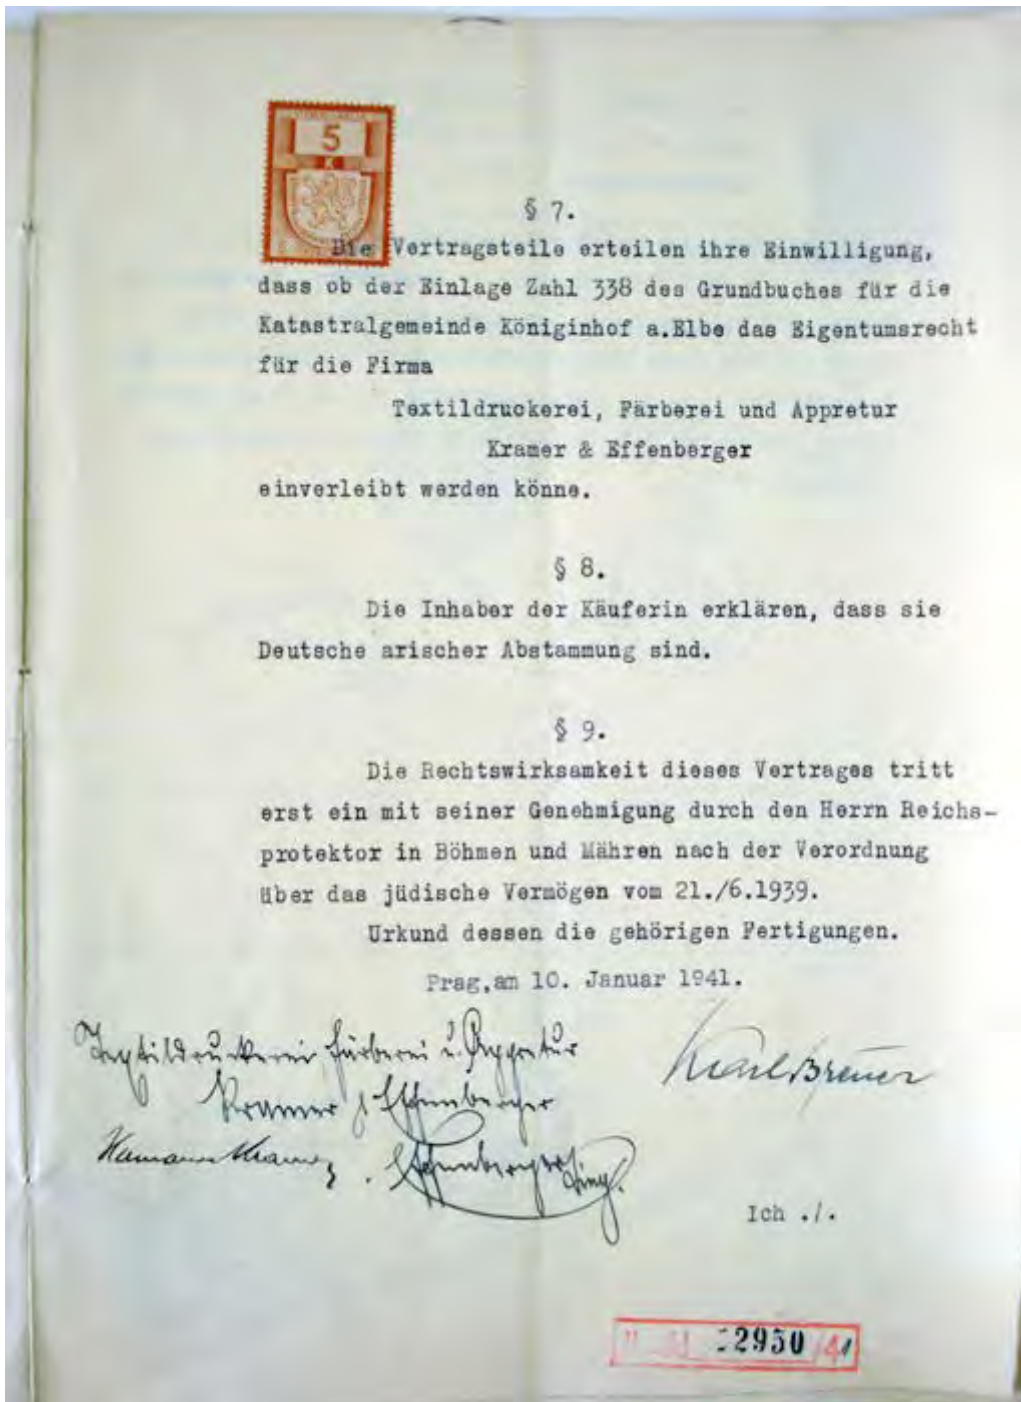 5
K
§ 7.
Die Vertragsteile erteilen ihre Einwilligung,
dass ob der Einlage Zahl 338 des Grundbuches für die
Katastralgemeinde Königinhof a.Elbe das Eigentumsrecht
für die Firma
Textildruckerei, Färberei und Appretur
Kramer & Effenberger
einverleibt werden könne.
§ 8.
Die Inhaber der Käuferin erklären, dass sie
Deutsche arischer Abstammung sind.
§ 9.
Die Rechtswirksamkeit dieses Vertrages tritt
erst ein mit seiner Genehmigung durch den Herrn Reichs-
protektor in Böhmen und Mähren nach der Verordnung
über das jüdische Vermögen vom 21./6.1939.
Urkund dessen die gehörigen Fertigungen.
Prag,am 10. Januar 1941.
Textildruckerei Färberei u. Appretur
Karl Breuer
Kramer & Effenberger
Kramer Effenberger
Ich ./.
2950 /41